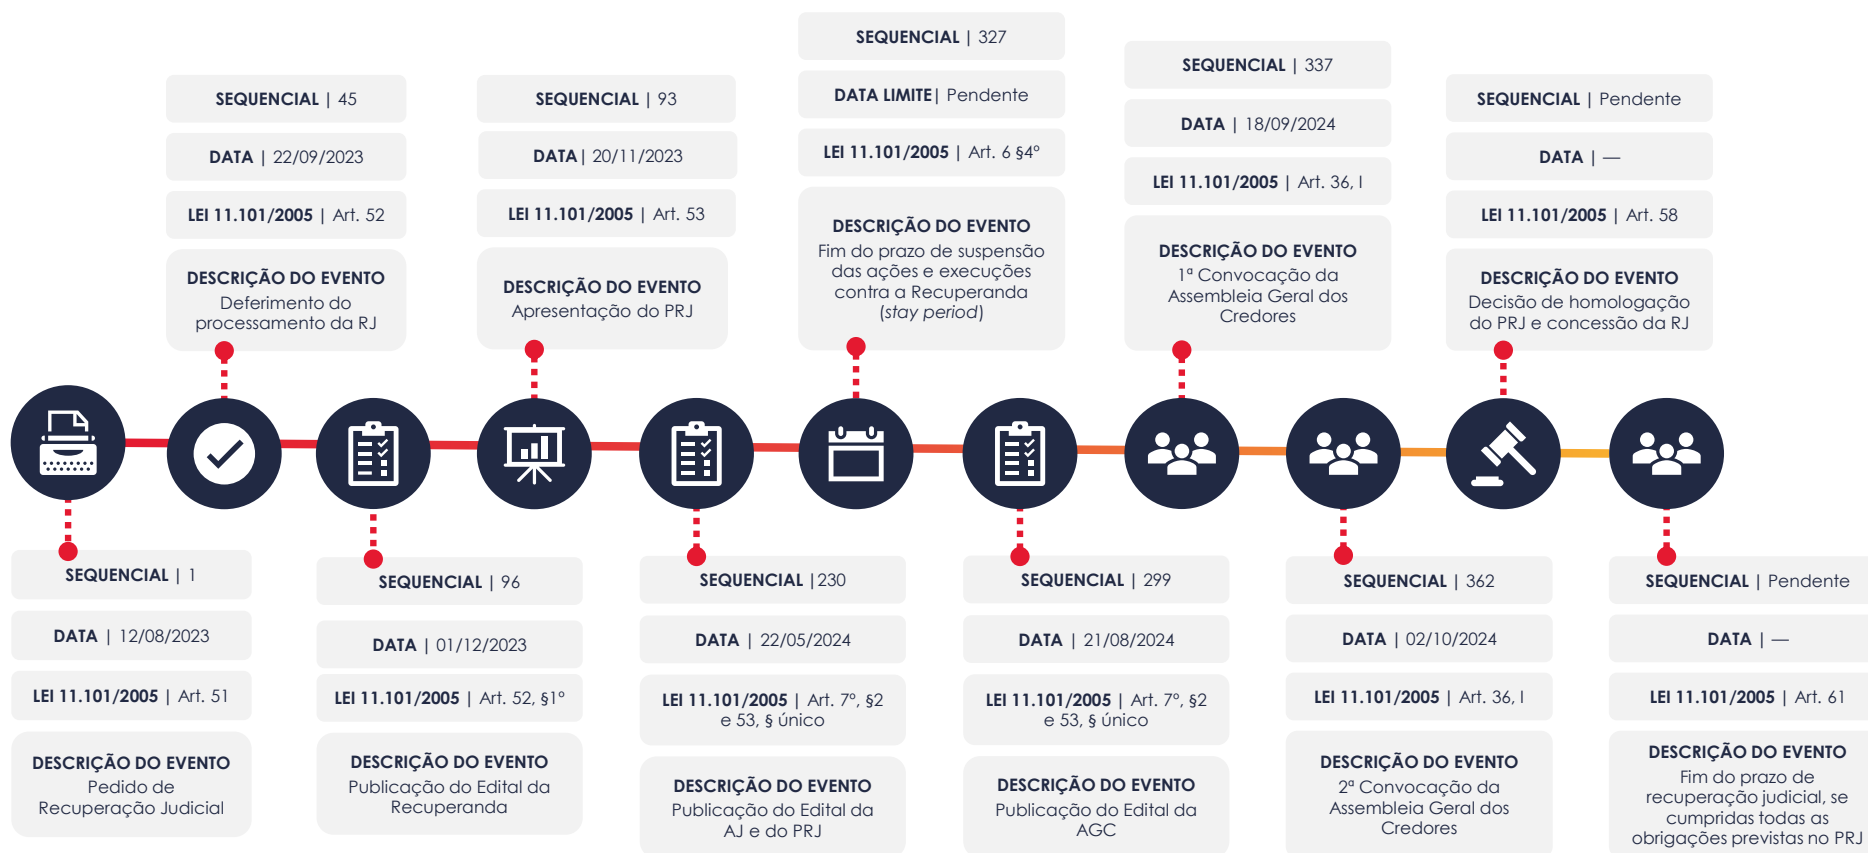 SEQUENCIAL | 1
DATA | 12/08/2023
LEI 11.101/2005 | Art. 51
DESCRIÇÃO DO EVENTO
Pedido de
Recuperação Judicial
SEQUENCIAL | 45
DATA | 22/09/2023
LEI 11.101/2005 | Art. 52
DESCRIÇÃO DO EVENTO
Deferimento do
processamento da RJ
SEQUENCIAL | 96
DATA | 01/12/2023
LEI 11.101/2005 | Art. 52, §1º
DESCRIÇÃO DO EVENTO
Publicação do Edital da
Recuperanda
SEQUENCIAL | 93
DATA| 20/11/2023
LEI 11.101/2005 | Art. 53
DESCRIÇÃO DO EVENTO
Apresentação do PRJ
SEQUENCIAL |230
DATA | 22/05/2024
LEI 11.101/2005 | Art. 7º, §2
e 53, § único
DESCRIÇÃO DO EVENTO
Publicação do Edital da
AJ e do PRJ
SEQUENCIAL | 327
DATA LIMITE| Pendente
LEI 11.101/2005 | Art. 6 §4º
DESCRIÇÃO DO EVENTO
Fim do prazo de suspensão
das ações e execuções
contra a Recuperanda
(stay period)
SEQUENCIAL | 299
DATA | 21/08/2024
LEI 11.101/2005 | Art. 7º, §2
e 53, § único
DESCRIÇÃO DO EVENTO
Publicação do Edital da
AGC
SEQUENCIAL | 337
DATA | 18/09/2024
LEI 11.101/2005 | Art. 36, I
DESCRIÇÃO DO EVENTO
1ª Convocação da
Assembleia Geral dos
Credores
SEQUENCIAL | 362
DATA | 02/10/2024
LEI 11.101/2005 | Art. 36, I
DESCRIÇÃO DO EVENTO
2ª Convocação da
Assembleia Geral dos
Credores
SEQUENCIAL | Pendente
DATA | —
LEI 11.101/2005 | Art. 58
DESCRIÇÃO DO EVENTO
Decisão de homologação
do PRJ e concessão da RJ
SEQUENCIAL | Pendente
DATA | —
LEI 11.101/2005 | Art. 61
DESCRIÇÃO DO EVENTO
Fim do prazo de
recuperação judicial, se
cumpridas todas as
obrigações previstas no PRJ